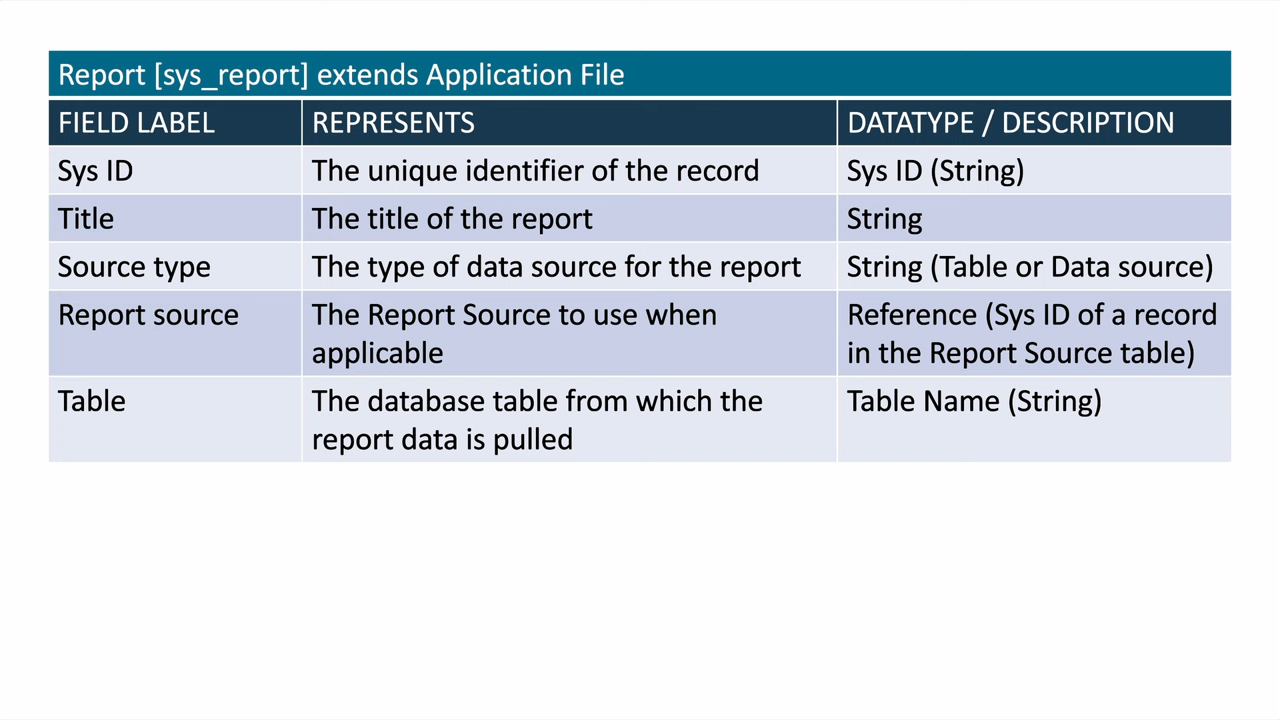 Report [sys_report] extends Application File
FIELD LABEL REPRESENTS DATATYPE / DESCRIPTION
Sys ID The unique identifier of the record Sys ID (String)
Title The title of the report String
Source type The type of data source for the report String (Table or Data source)
Report source The Report Source to use when Reference (Sys ID of a record
applicable in the Report Source table)
Table The database table from which the Table Name (String)
report data is pulled